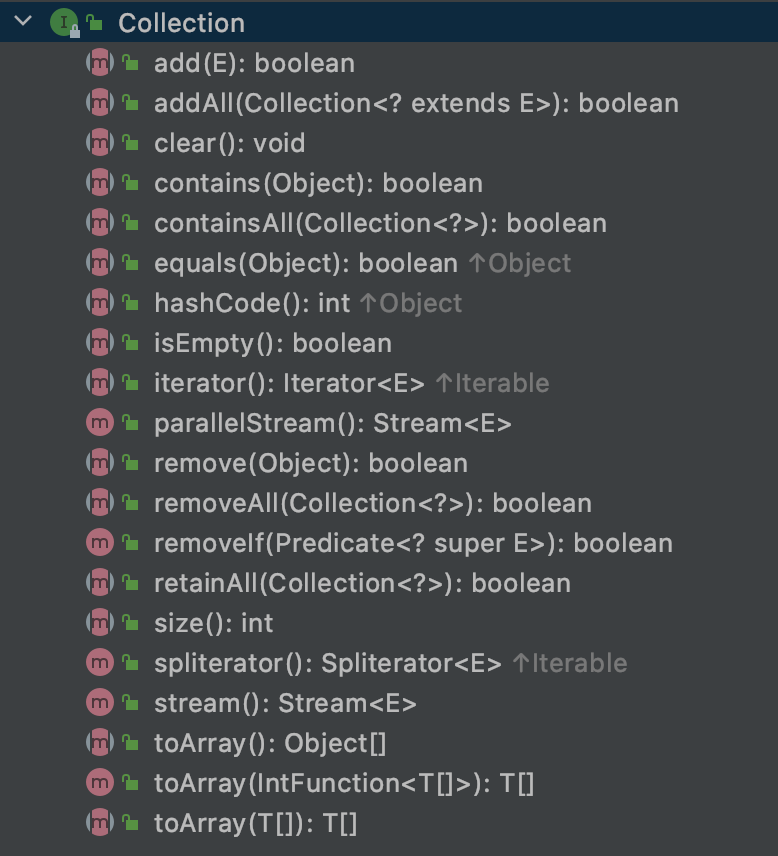 Collection
add(E): boolean
addAll(Collection<? extends E>): boolean
clear(): void
contains(Object): boolean
containsAll(Collection<?>): boolean
equals(Object): boolean ↑Object
hashCode(): int ↑Object
isEmpty(): boolean
iterator(): Iterator<E> ↑Iterable
parallelStream(): Stream<E>
remove(Object): boolean
removeAll(Collection<?>): boolean
removeIf(Predicate<? super E>): boolean
retainAll(Collection<?>): boolean
size(): int
spliterator(): Spliterator<E> ↑Iterable
stream(): Stream<E>
toArray(): Object[]
toArray(IntFunction<T[]>): T[]
toArray(T[]): T[]